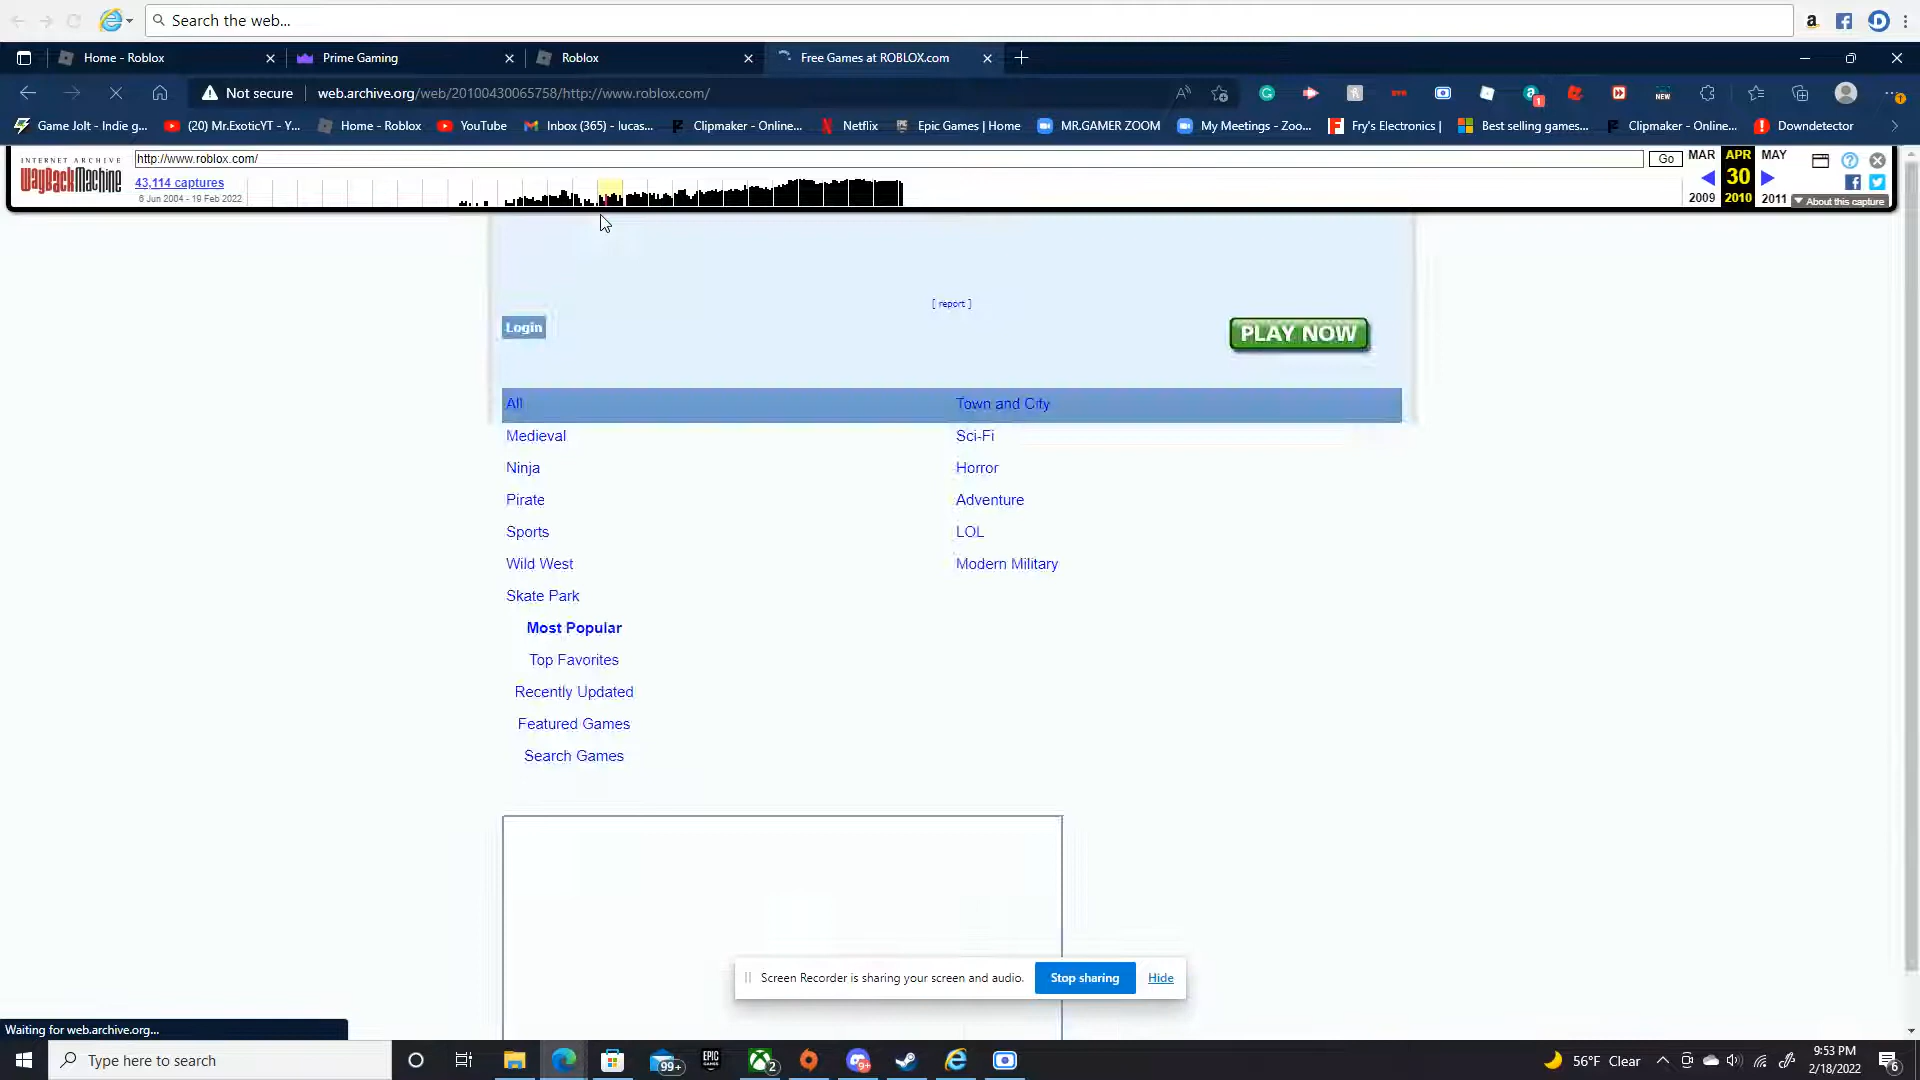 Search the web...
Home - Roblox
Prime Gaming
Roblox
Free Games at ROBLOX.com
Not secure
web.archive.org/web/20100430065758/http://www.roblox.com/
Game Jolt - Indie g...
(20) Mr.ExoticYT - Y...
Home - Roblox
YouTube
Inbox (365) - lucas...
Clipmaker - Online...
Netflix
Epic Games | Home
MR.GAMER ZOOM
My Meetings - Zoo...
Fry's Electronics |
Best selling games...
Clipmaker - Online...
Downdetector
INTERNET ARCHIVE
WayBackMachine
http://www.roblox.com/
Go
43,114 captures
6 Jun 2004 - 19 Feb 2022
MAR APR MAY
30
2009 2010 2011
About this capture
[ report ]
Login
PLAY NOW
All
Town and City
Medieval
Sci-Fi
Ninja
Horror
Pirate
Adventure
Sports
LOL
Wild West
Modern Military
Skate Park
Most Popular
Top Favorites
Recently Updated
Featured Games
Search Games
Screen Recorder is sharing your screen and audio.
Stop sharing
Hide
Waiting for web.archive.org...
Type here to search
99+
EPIC
2
9+
56°F Clear
9:53 PM
2/18/2022
6